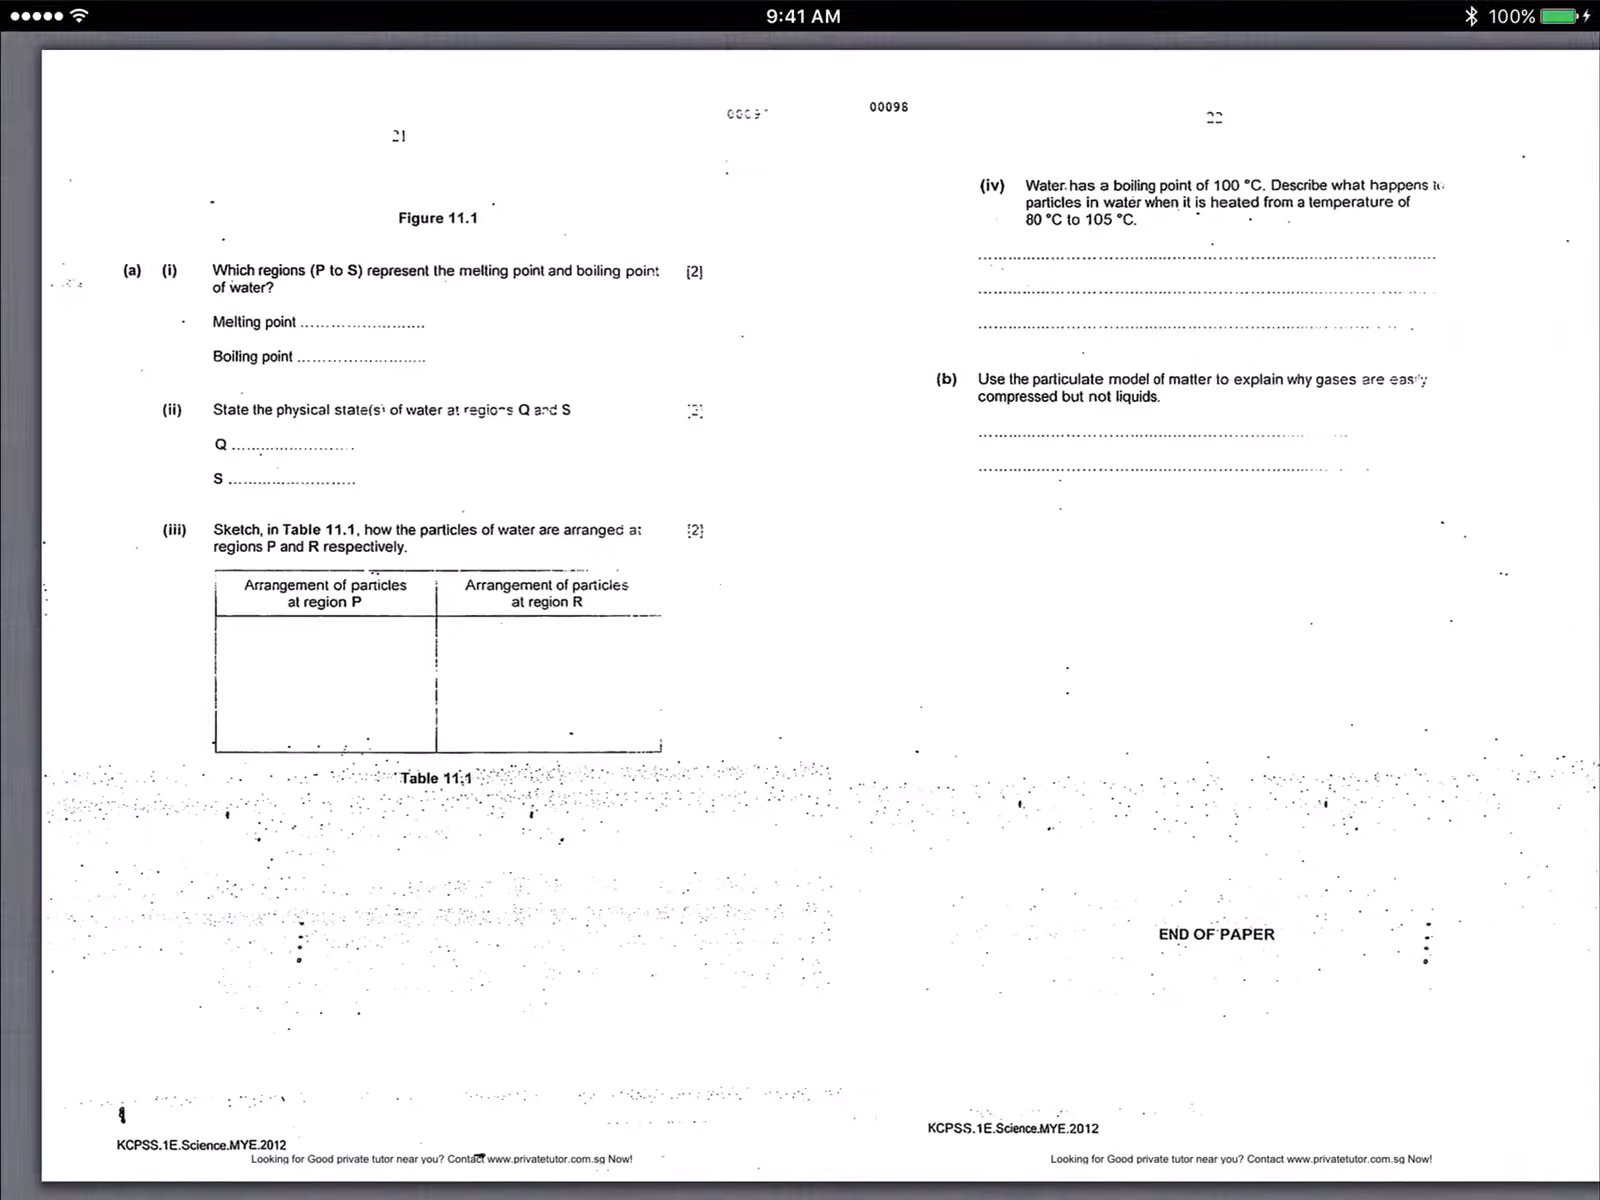 9:41 AM
100%
21
Figure 11.1
(a) (i) Which regions (P to S) represent the melting point and boiling point [2]
of water?
Melting point ........................
Boiling point .........................
(ii) State the physical state(s) of water at regions Q and S
Q ........................
S ........................
(iii) Sketch, in Table 11.1, how the particles of water are arranged at [2]
regions P and R respectively.
Arrangement of particles
at region P
Arrangement of particles
at region R
Table 11.1
KCPSS.1E.Science.MYE.2012
Looking for Good private tutor near you? Contact www.privatetutor.com.sg Now!
00098
22
(iv) Water has a boiling point of 100 °C. Describe what happens to
particles in water when it is heated from a temperature of
80 °C to 105 °C.
(b) Use the particulate model of matter to explain why gases are easily
compressed but not liquids.
END OF PAPER
KCPSS.1E.Science.MYE.2012
Looking for Good private tutor near you? Contact www.privatetutor.com.sg Now!